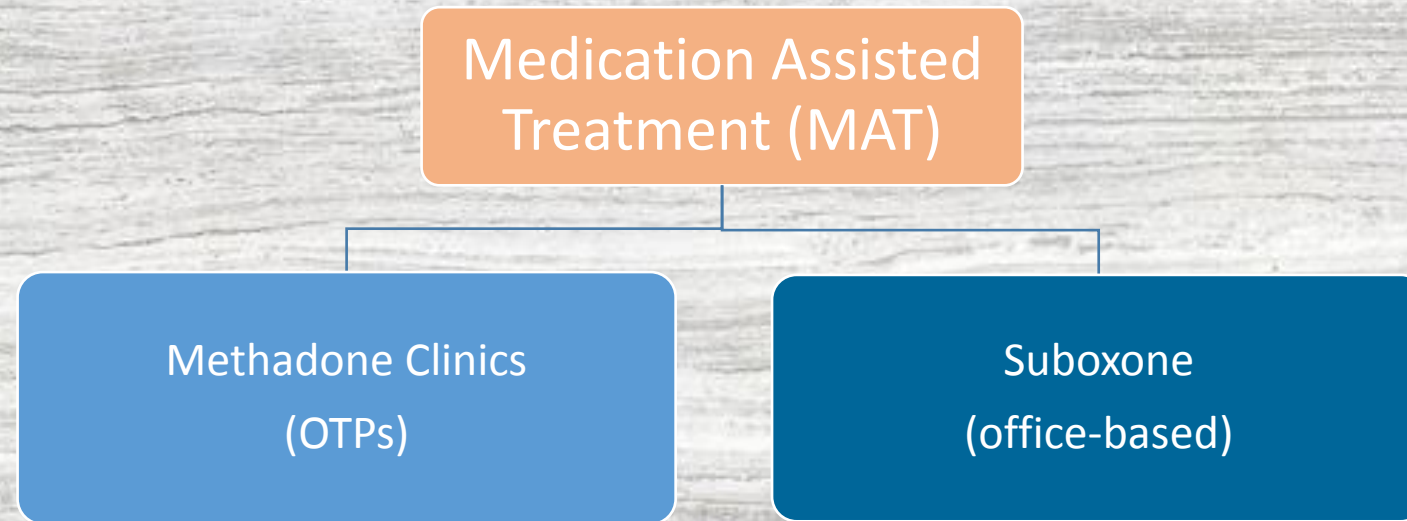 Medication Assisted
Treatment (MAT)
Methadone Clinics
(OTPs)
Suboxone
(office-based)